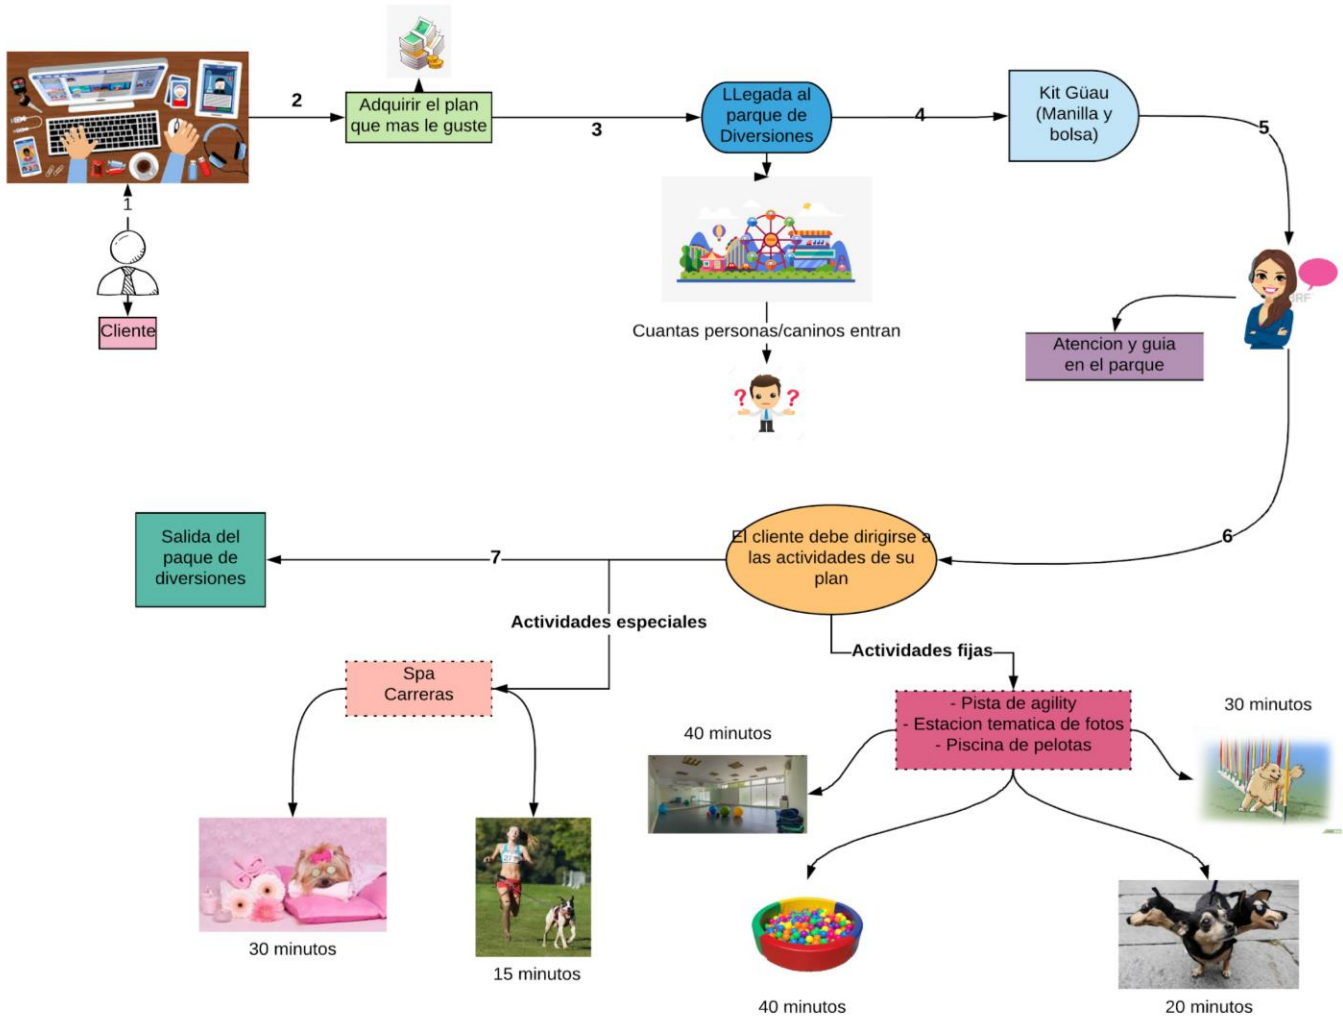 2
Adquirir el plan
que mas le guste
3
LLegada al
parque de
Diversiones
4
Kit Güau
(Manilla y
bolsa)
5
1
Cliente
Cuantas personas/caninos entran
? ?
Atencion y guia
en el parque
6
El cliente debe dirigirse a
las actividades de su
plan
7
Salida del
paque de
diversiones
Actividades especiales
Spa
Carreras
30 minutos
15 minutos
Actividades fijas
- Pista de agility
- Estacion tematica de fotos
- Piscina de pelotas
40 minutos
30 minutos
40 minutos
20 minutos